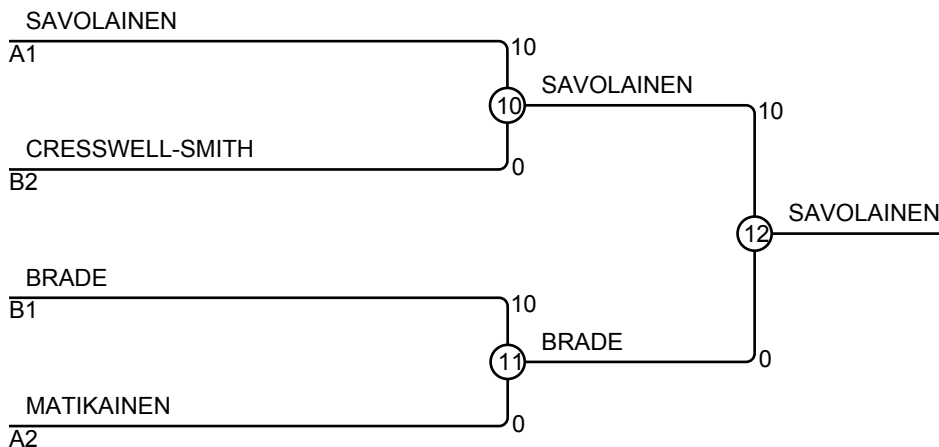 SAVOLAINEN
A1
10
10
SAVOLAINEN
10
CRESSWELL-SMITH
B2
0
12
SAVOLAINEN
BRADE
B1
10
11
BRADE
0
MATIKAINEN
A2
0